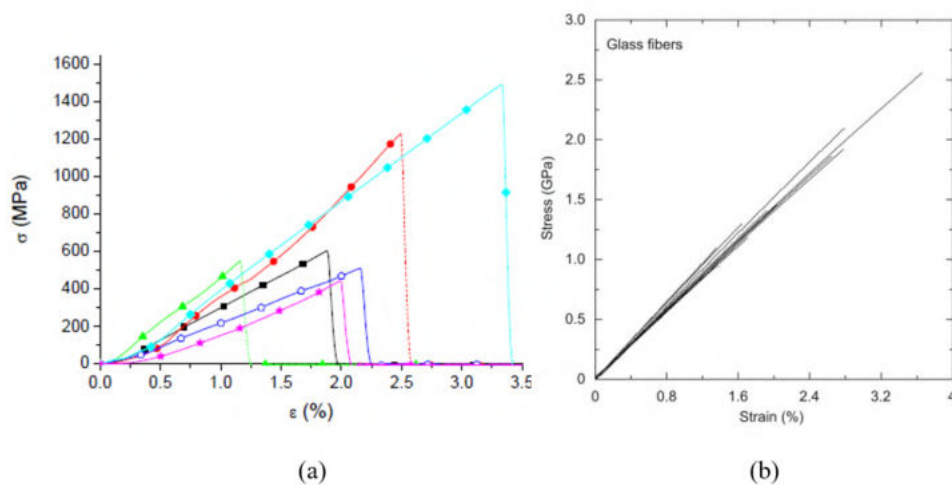 1600
1400
1200
1000
800
600
400
200
0
σ (MPa)
0.0 0.5 1.0 1.5 2.0 2.5 3.0 3.5
ε (%)
(a)
3.0
Glass fibers
2.5
2.0
1.5
1.0
0.5
0
Stress (GPa)
0 0.8 1.6 2.4 3.2 4
Strain (%)
(b)